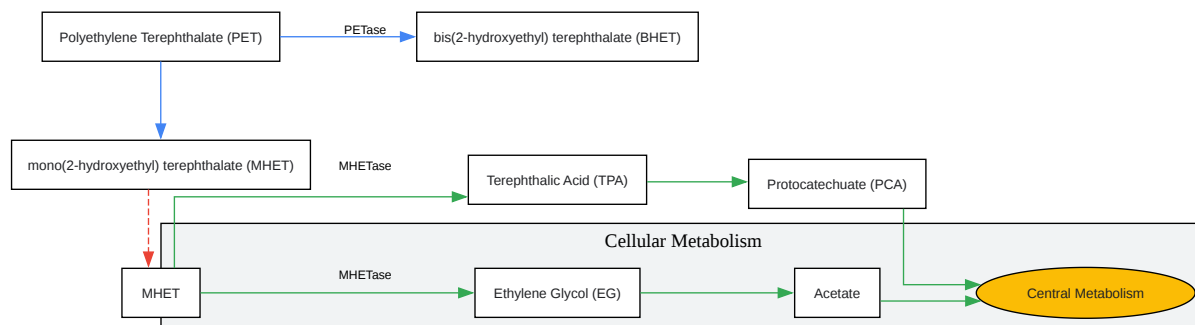 Polyethylene Terephthalate (PET)
PETase
bis(2-hydroxyethyl) terephthalate (BHET)
mono(2-hydroxyethyl) terephthalate (MHET)
MHETase
Terephthalic Acid (TPA)
Protocatechuate (PCA)
Cellular Metabolism
MHET
MHETase
Ethylene Glycol (EG)
Acetate
Central Metabolism